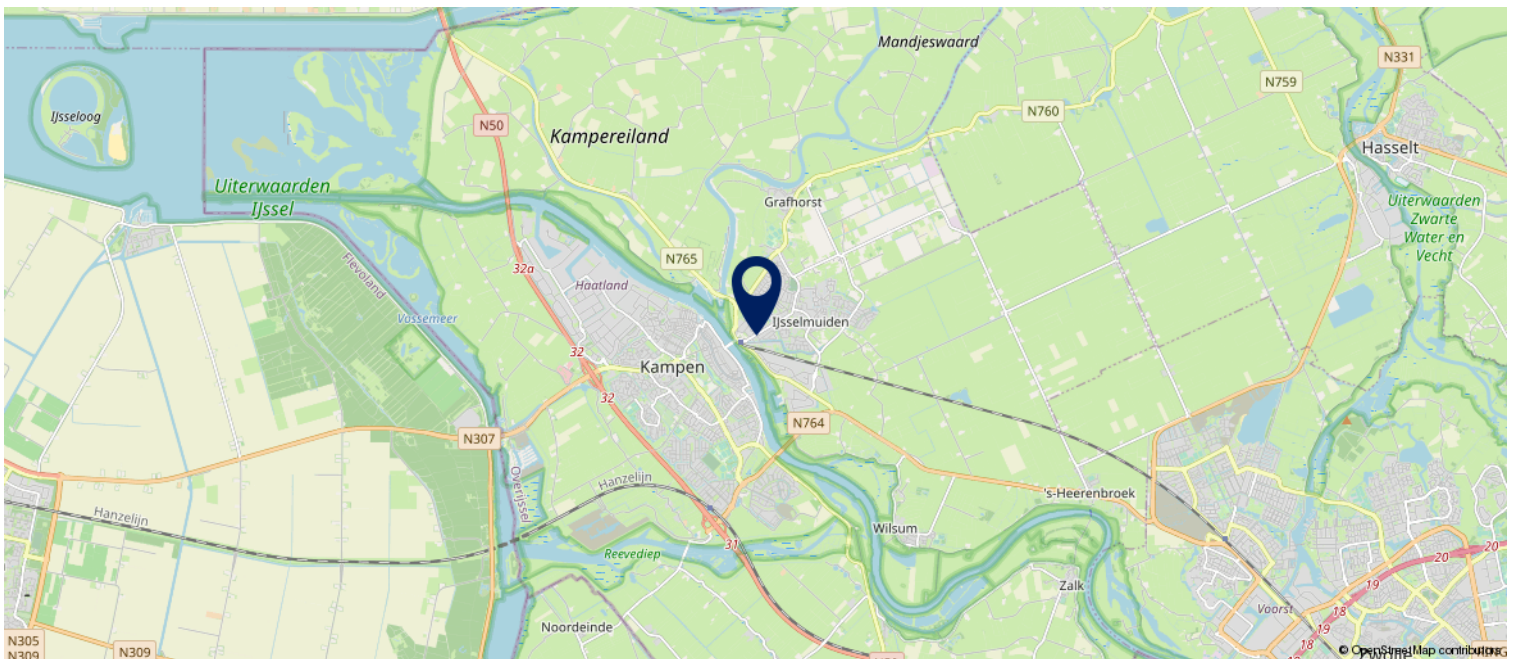 Mandjeswaard
N331
N759
N760
IJsseloog
N50
Kampereiland
Hasselt
Uiterwaarden
IJssel
Grafhorst
Uiterwaarden
Zwarte
Water en
Vecht
N765
32a
Flevoland
Haatland
Vossemeer
IJsselmuiden
32
Kampen
32
N764
N307
Overijssel
Hanzelijn
's-Heerenbroek
Hanzelijn
Wilsum
31
Reevediep
20
20
19
Zalk
Voorst
18
19
18
Noordeinde
N305
N309
N309
Zwolle
© OpenStreetMap contributors